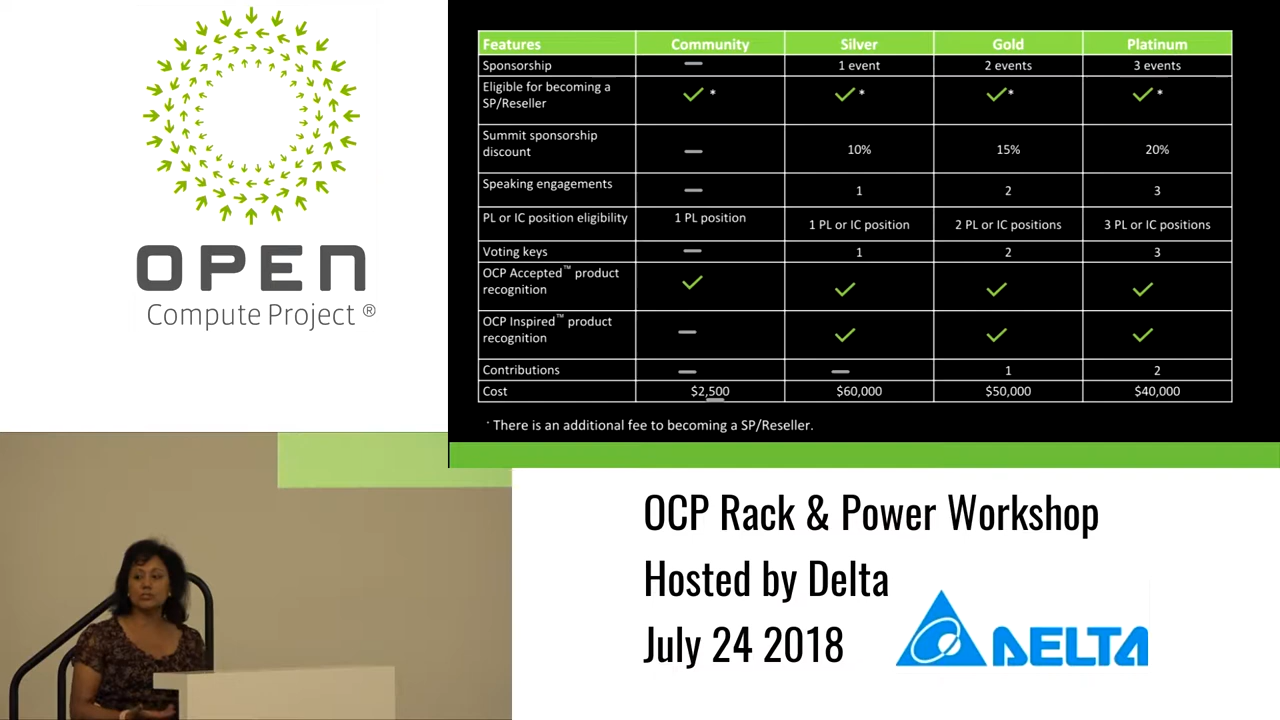 OPEN
Compute Project ®
Features Community Silver Gold Platinum
Sponsorship — 1 event 2 events 3 events
Eligible for becoming a
SP/Reseller ✓* ✓* ✓* ✓*
Summit sponsorship
discount — 10% 15% 20%
Speaking engagements — 1 2 3
PL or IC position eligibility 1 PL position 1 PL or IC position 2 PL or IC positions 3 PL or IC positions
Voting keys — 1 2 3
OCP Accepted™ product
recognition ✓ ✓ ✓ ✓
OCP Inspired™ product
recognition — ✓ ✓ ✓
Contributions — — 1 2
Cost $2,500 $60,000 $50,000 $40,000
* There is an additional fee to becoming a SP/Reseller.
OCP Rack & Power Workshop
Hosted by Delta
July 24 2018
DELTA